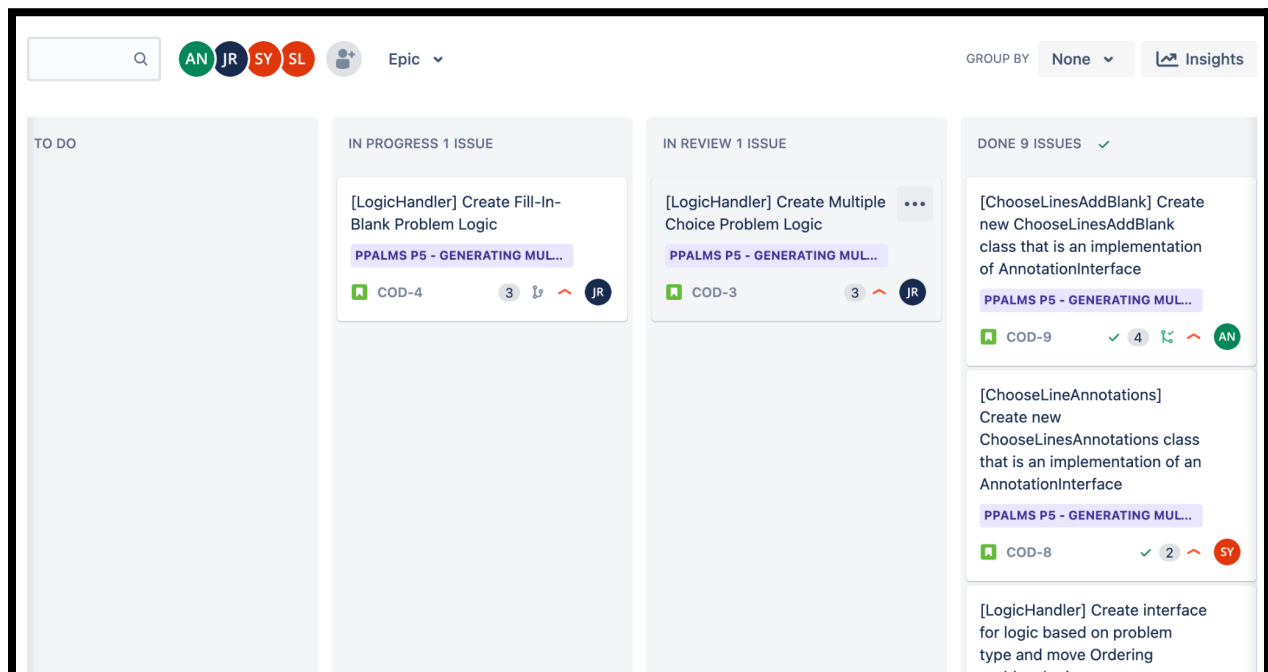 AN JR SY SL Epic GROUP BY None Insights
TO DO
IN PROGRESS 1 ISSUE
[LogicHandler] Create Fill-In-
Blank Problem Logic
PPALMS P5 - GENERATING MUL...
COD-4 3 JR
IN REVIEW 1 ISSUE
[LogicHandler] Create Multiple
Choice Problem Logic
PPALMS P5 - GENERATING MUL...
COD-3 3 JR
DONE 9 ISSUES
[ChooseLinesAddBlank] Create
new ChooseLinesAddBlank
class that is an implementation
of AnnotationInterface
PPALMS P5 - GENERATING MUL...
COD-9 4 AN
[ChooseLineAnnotations]
Create new
ChooseLinesAnnotations class
that is an implementation of an
AnnotationInterface
PPALMS P5 - GENERATING MUL...
COD-8 2 SY
[LogicHandler] Create interface
for logic based on problem
type and move Ordering